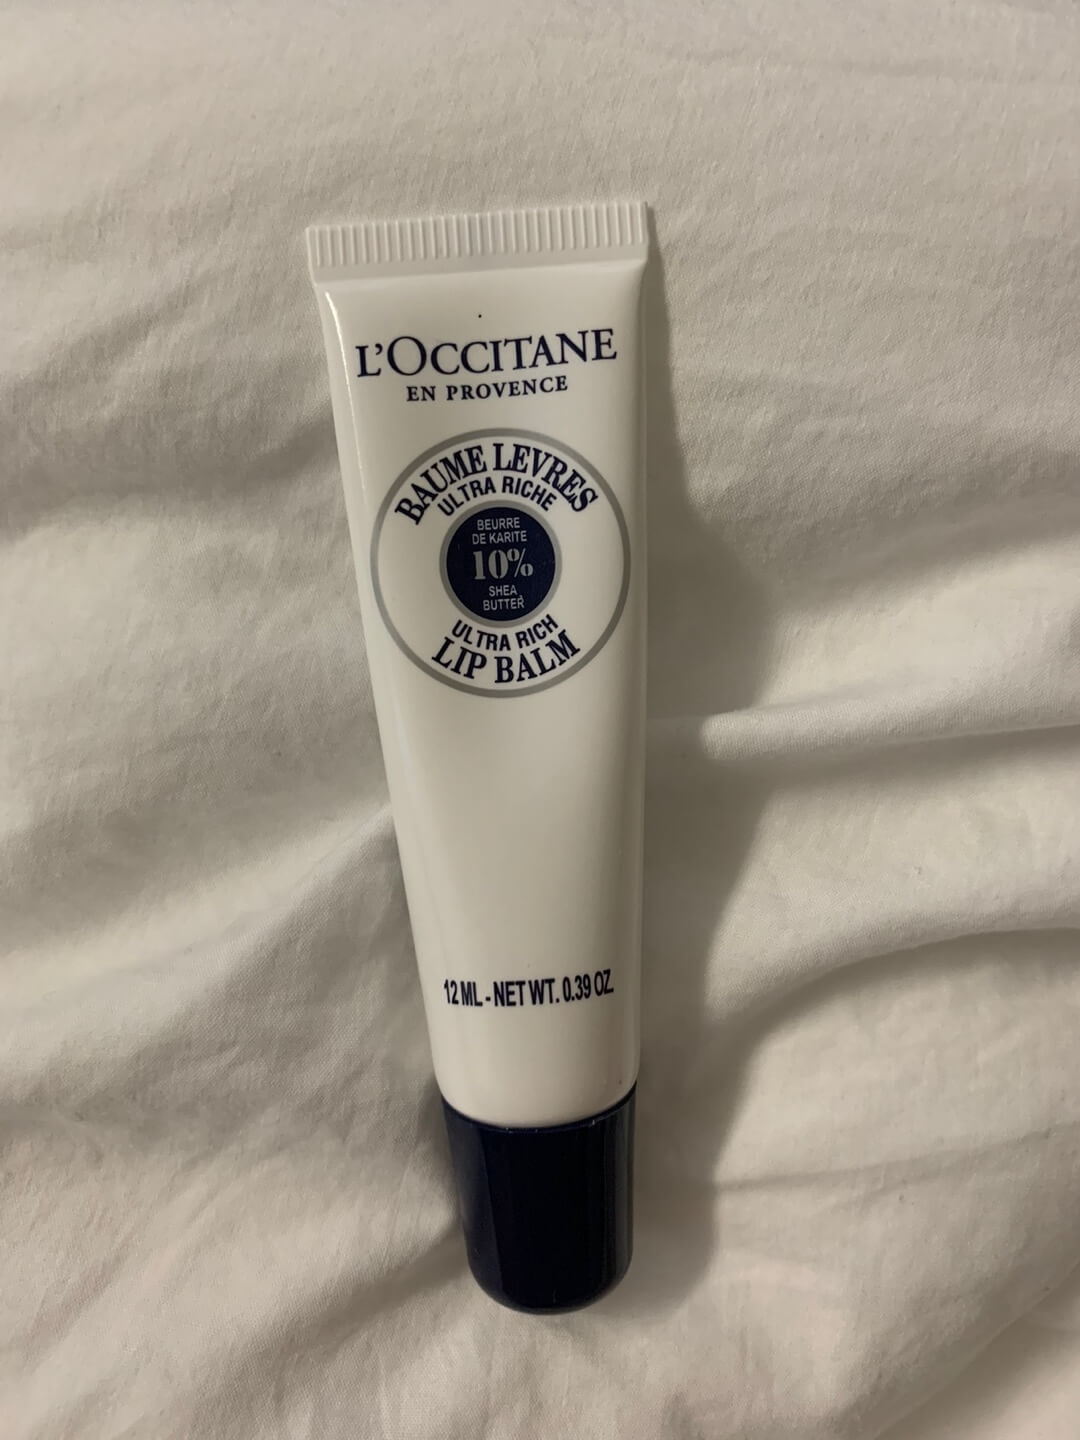 L'OCCITANE
EN PROVENCE
BAUME LEVRES
ULTRA RICHE
BEURRE
DE KARITE
10%
SHEA
BUTTER
ULTRA RICH
LIP BALM
12 ML - NET WT. 0.39 OZ.